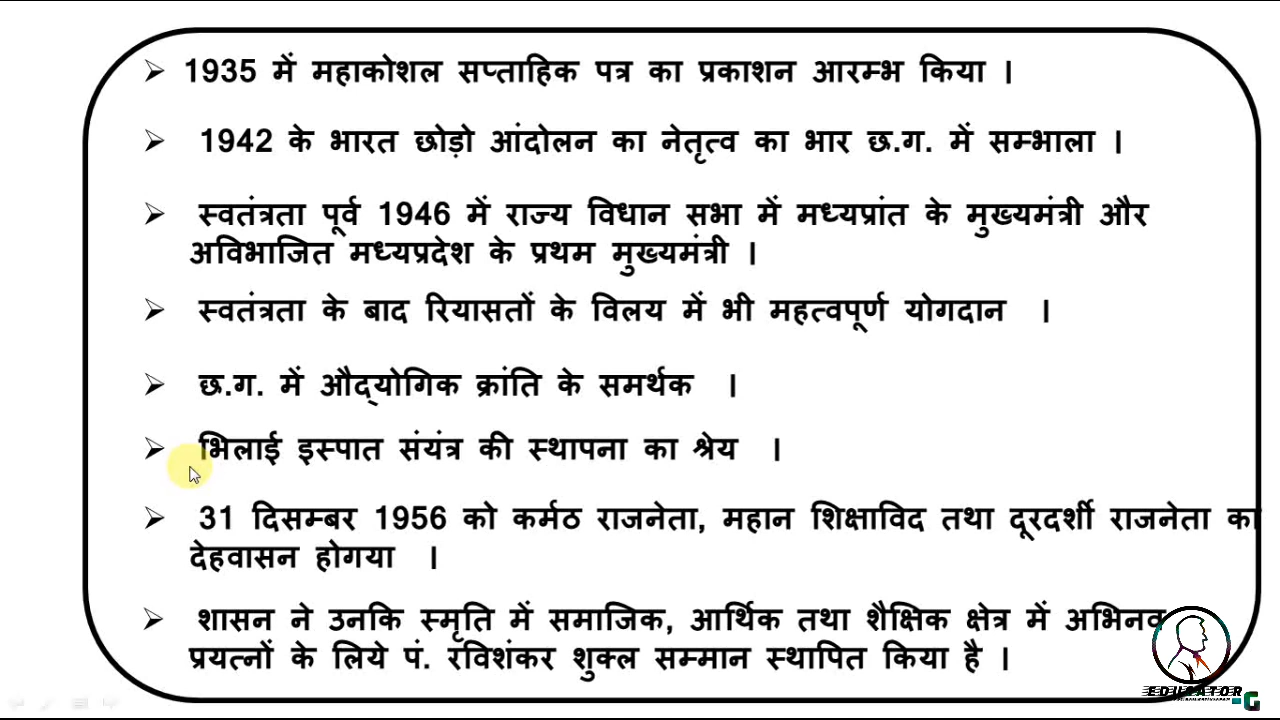 ➢ 1935 में महाकोशल सप्ताहिक पत्र का प्रकाशन आरम्भ किया ।
➢ 1942 के भारत छोड़ो आंदोलन का नेतृत्व का भार छ.ग. में सम्भाला ।
➢ स्वतंत्रता पूर्व 1946 में राज्य विधान सभा में मध्यप्रांत के मुख्यमंत्री और
अविभाजित मध्यप्रदेश के प्रथम मुख्यमंत्री ।
➢ स्वतंत्रता के बाद रियासतों के विलय में भी महत्वपूर्ण योगदान ।
➢ छ.ग. में औद्योगिक क्रांति के समर्थक ।
➢ भिलाई इस्पात संयंत्र की स्थापना का श्रेय ।
➢ 31 दिसम्बर 1956 को कर्मठ राजनेता, महान शिक्षाविद तथा दूरदर्शी राजनेता का
देहवासन होगया ।
➢ शासन ने उनकि स्मृति में समाजिक, आर्थिक तथा शैक्षिक क्षेत्र में अभिनव
प्रयत्नों के लिये पं. रविशंकर शुक्ल सम्मान स्थापित किया है ।
EDUCATOR
-G